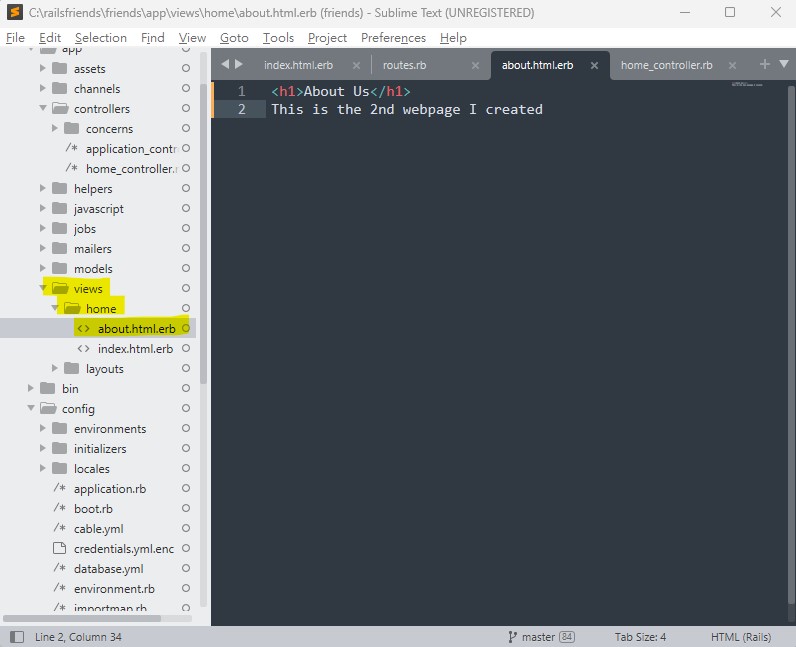 C:\railsfriends\friends\app\views\home\about.html.erb (friends) - Sublime Text (UNREGISTERED)
File Edit Selection Find View Goto Tools Project Preferences Help
app
assets
channels
controllers
concerns
application_contr
home_controller.r
helpers
javascript
jobs
mailers
models
views
home
about.html.erb
index.html.erb
layouts
bin
config
environments
initializers
locales
/* application.rb
/* boot.rb
/* cable.yml
credentials.yml.enc
/* database.yml
/* environment.rb
/* importmap.rb
index.html.erb routes.rb about.html.erb home_controller.rb
1 <h1>About Us</h1>
2 This is the 2nd webpage I created
Line 2, Column 34 master 84 Tab Size: 4 HTML (Rails)